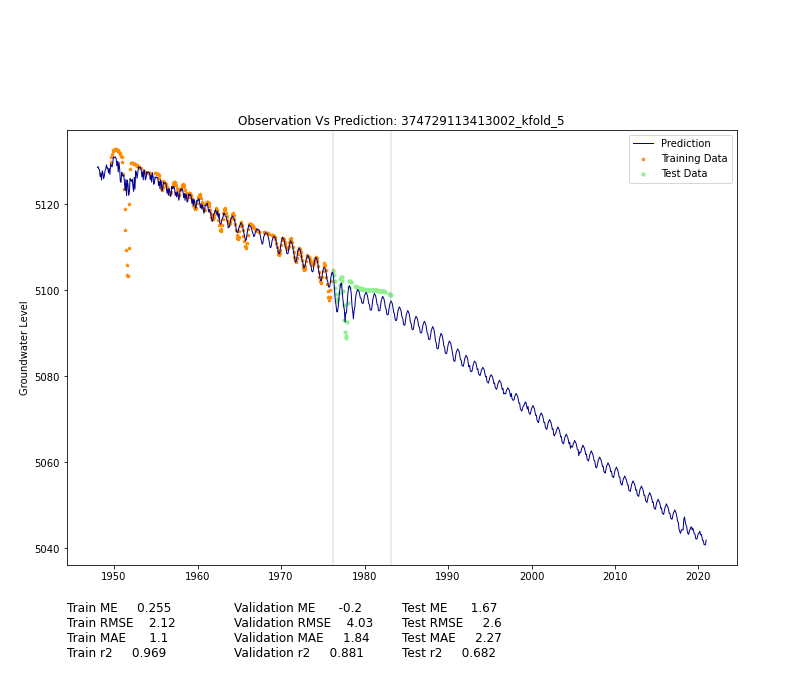 Observation Vs Prediction: 374729113413002_kfold_5
Prediction
Training Data
Test Data
Groundwater Level
5120
5100
5080
5060
5040
1950 1960 1970 1980 1990 2000 2010 2020
Train ME 0.255 Validation ME -0.2 Test ME 1.67
Train RMSE 2.12 Validation RMSE 4.03 Test RMSE 2.6
Train MAE 1.1 Validation MAE 1.84 Test MAE 2.27
Train r2 0.969 Validation r2 0.881 Test r2 0.682